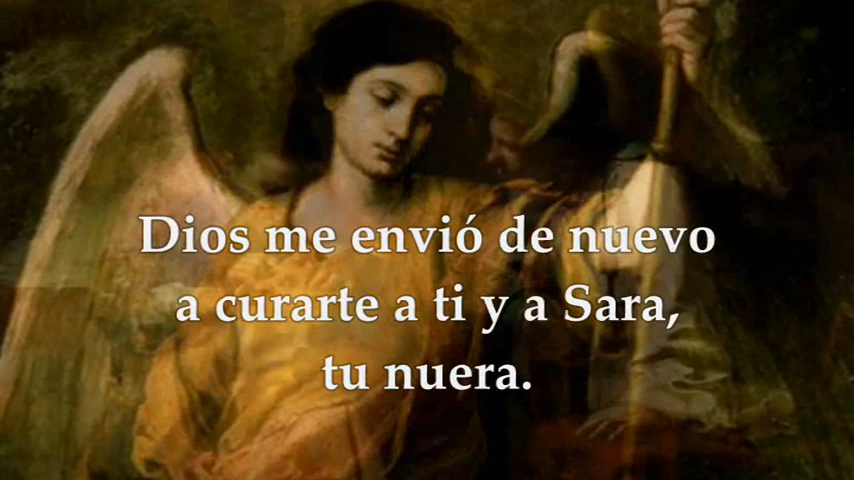 Dios me envió de nuevo
a curarte a ti y a Sara,
tu nuera.